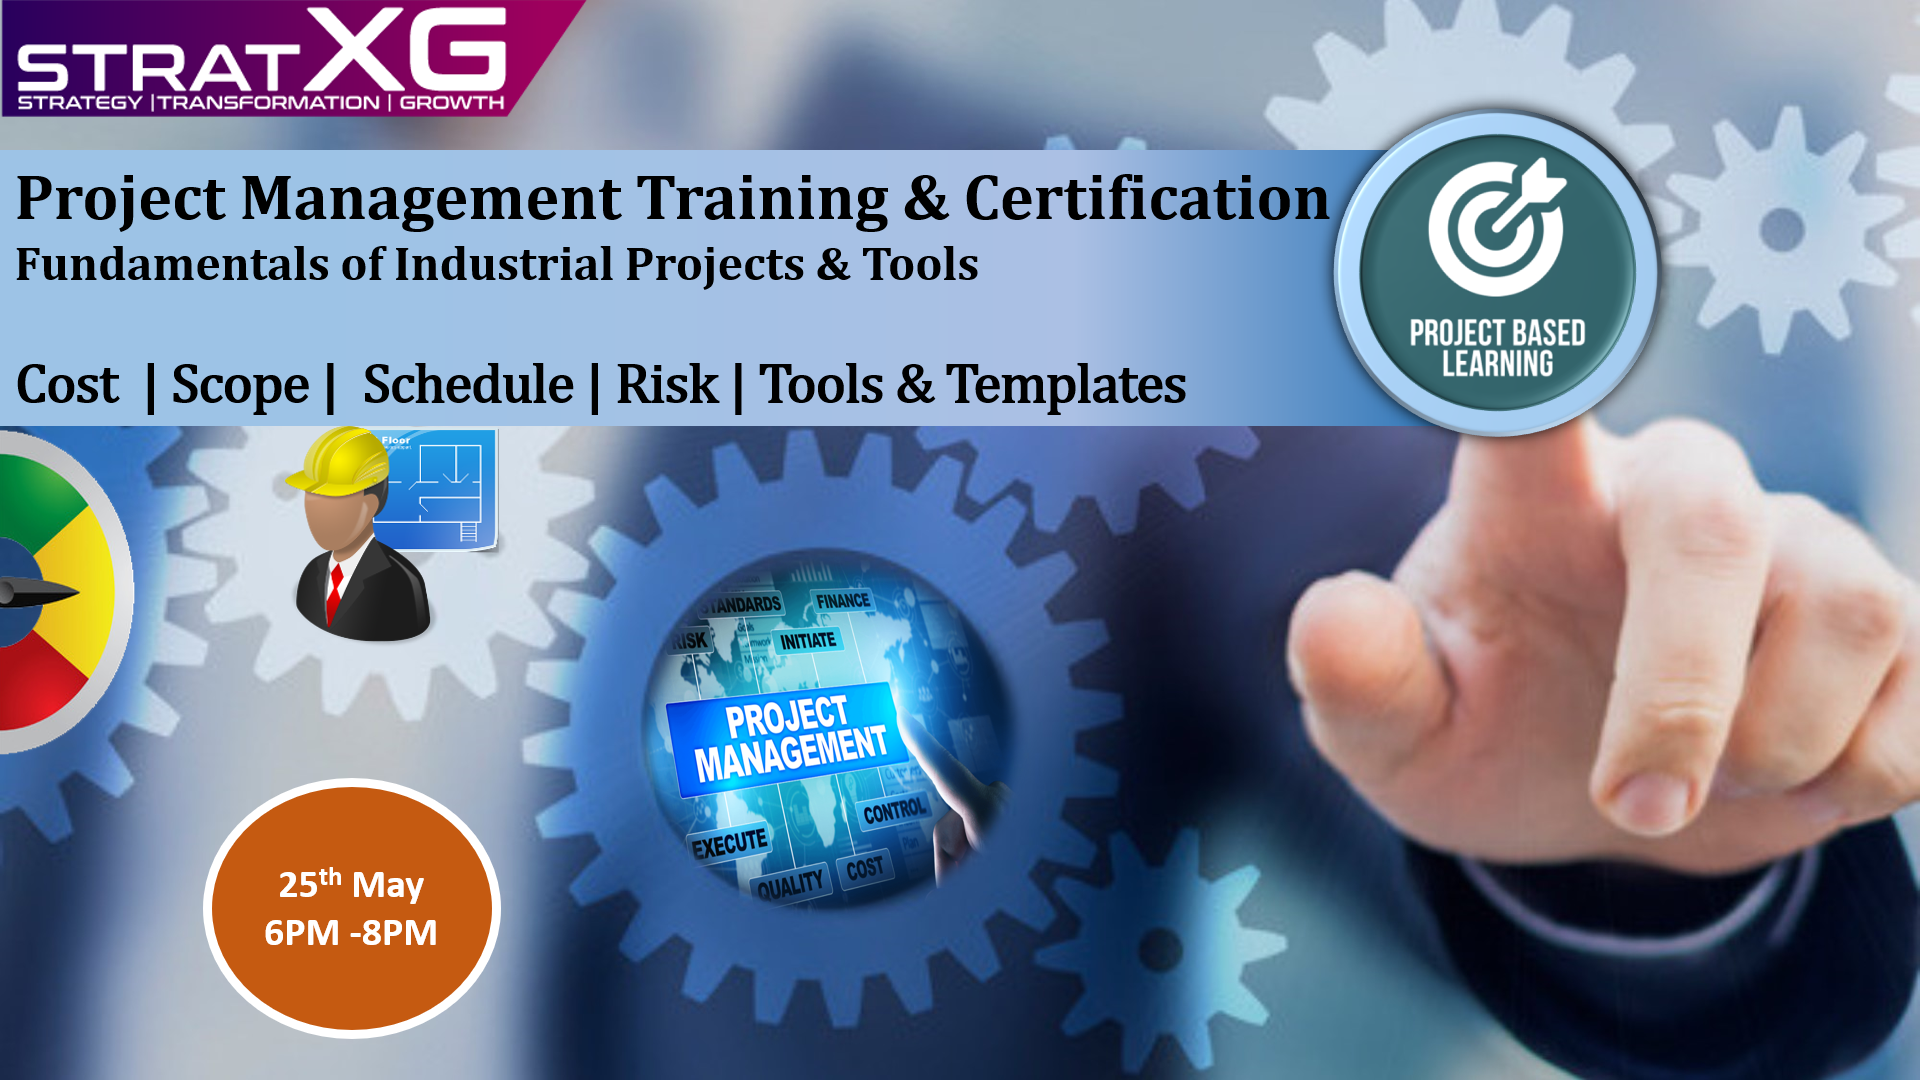 STRATXG
STRATEGY | TRANSFORMATION | GROWTH
Project Management Training & Certification
Fundamentals of Industrial Projects & Tools
Cost | Scope | Schedule | Risk | Tools & Templates
PROJECT BASED
LEARNING
Floor
STANDARDS
FINANCE
RISK
INITIATE
PROJECT
MANAGEMENT
CONTROL
Plan
EXECUTE
COST
QUALITY
25th May
6PM -8PM